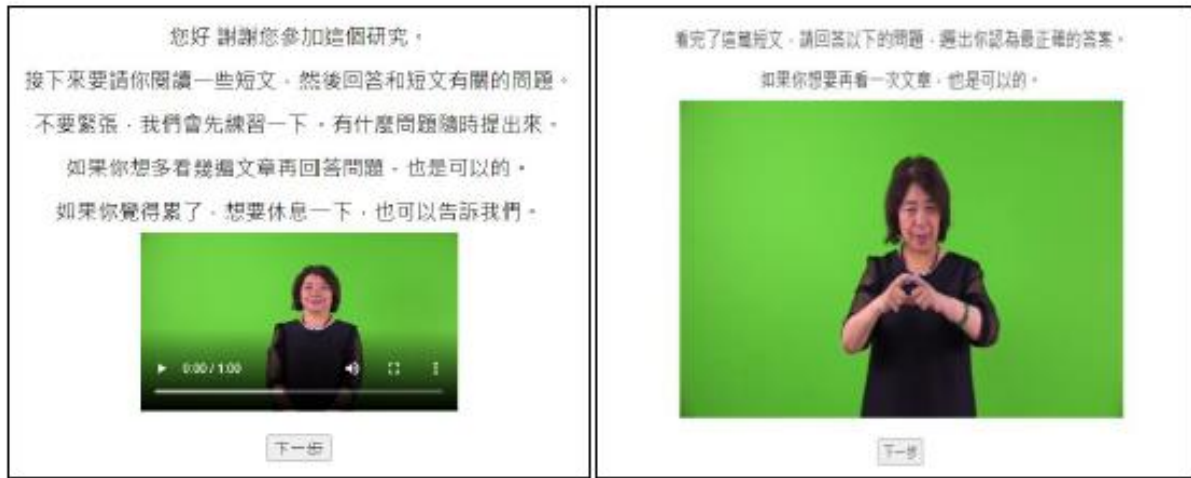 您好 謝謝您參加這個研究。
接下來要請你閱讀一些短文，然後回答和短文有關的問題。
不要緊張，我們會先練習一下。有什麼問題隨時提出來。
如果你想多看幾遍文章再回答問題，也是可以的。
如果你覺得累了，想要休息一下，也可以告訴我們。
0:00 / 1:00
下一步
看完了這篇短文，請回答以下的問題，選出你認為最正確的答案。
如果你想要再看一次文章，也是可以的。
下一步